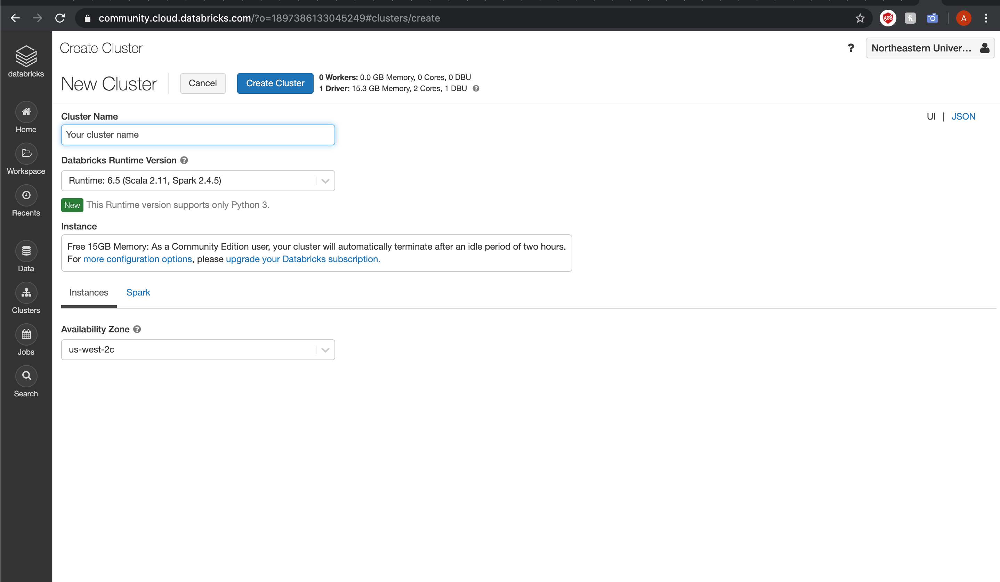 community.cloud.databricks.com/?o=1897386133045249#clusters/create
ABB
A
databricks
Home
Workspace
Recents
Data
Clusters
Jobs
Search
Create Cluster
? Northeastern Univer...
New Cluster
Cancel
Create Cluster
0 Workers: 0.0 GB Memory, 0 Cores, 0 DBU
1 Driver: 15.3 GB Memory, 2 Cores, 1 DBU ?
UI | JSON
Cluster Name
Your cluster name
Databricks Runtime Version ?
Runtime: 6.5 (Scala 2.11, Spark 2.4.5)
New This Runtime version supports only Python 3.
Instance
Free 15GB Memory: As a Community Edition user, your cluster will automatically terminate after an idle period of two hours.
For more configuration options, please upgrade your Databricks subscription.
Instances Spark
Availability Zone ?
us-west-2c